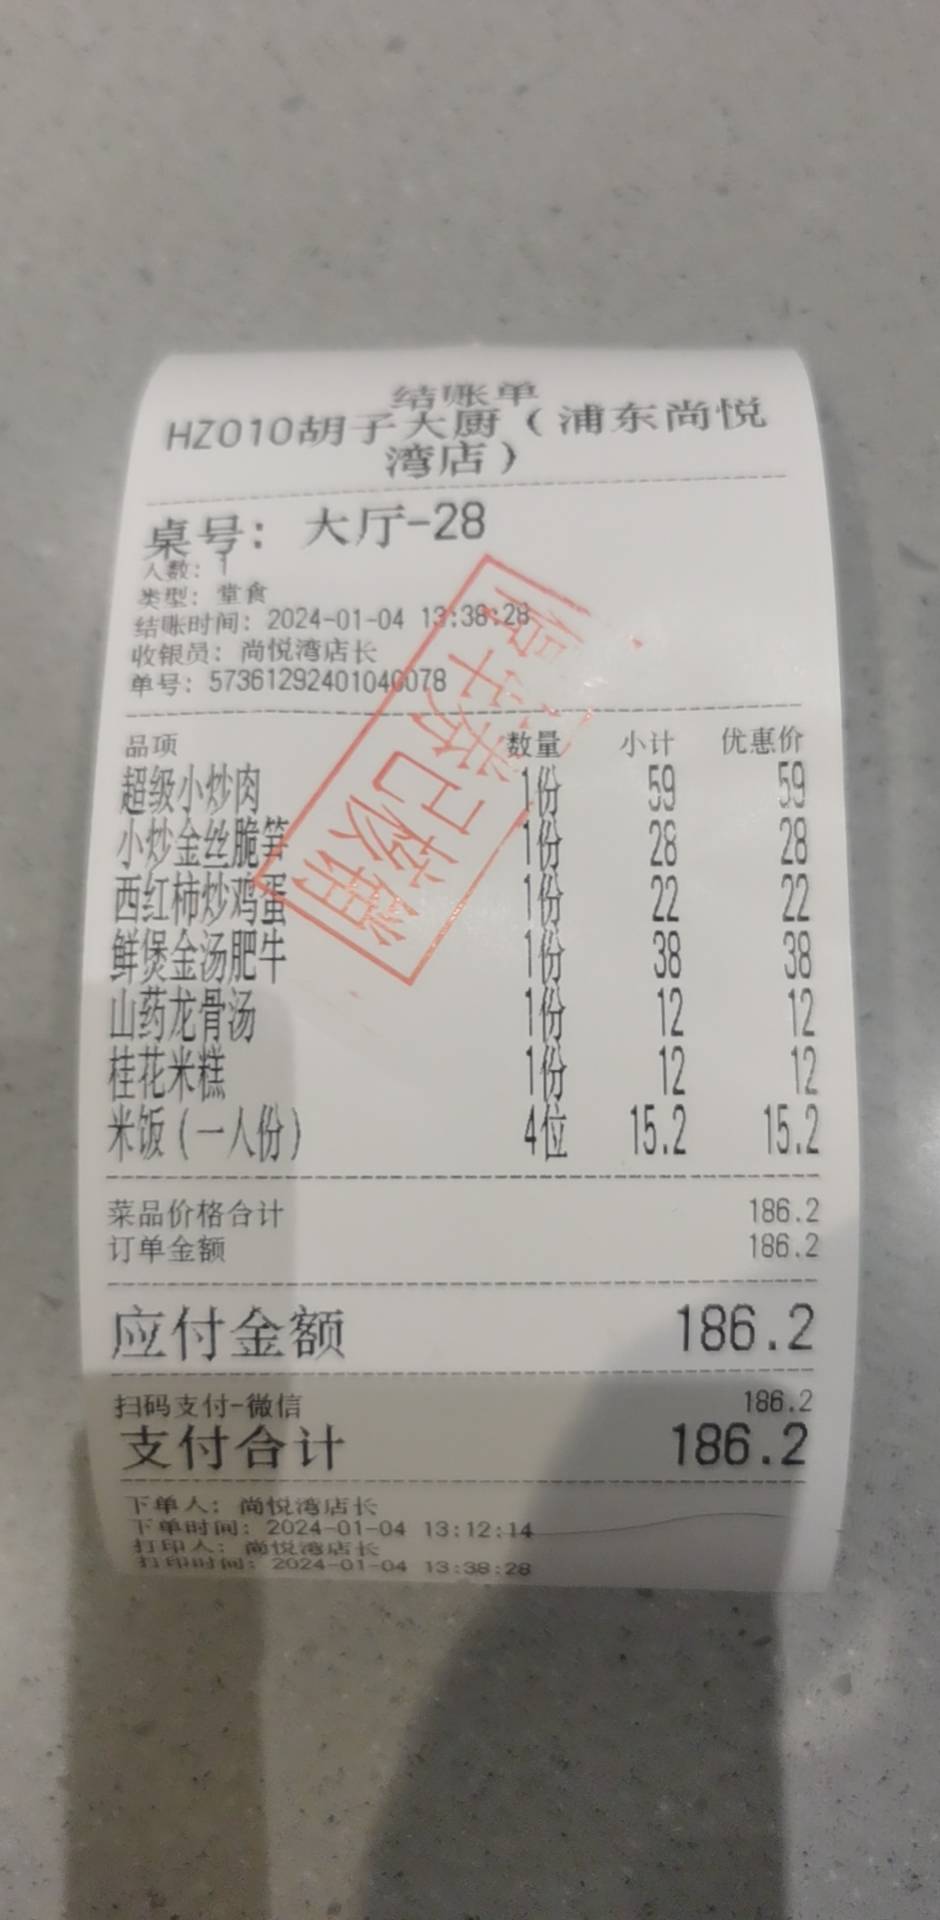 结账单
HZ010胡子大厨（浦东尚悦
湾店）
桌号： 大厅-28
人数：1
类型：堂食
结账时间：2024-01-04 13:38:28
收银员：尚悦湾店长
单号：573612924010400​78
品项 数量 小计 优惠价
超级小炒肉 1份 59 59
小炒金丝脆笋 1份 28 28
西红柿炒鸡蛋 1份 22 22
鲜煲金汤肥牛 1份 38 38
山药龙骨汤 1份 12 12
桂花米糕 1份 12 12
米饭（一人份） 4位 15.2 15.2
菜品价格合计 186.2
订单金额 186.2
应付金额 186.2
扫码支付-微信 186.2
支付合计 186.2
下单人：尚悦湾店长
下单时间：2024-01-04 13:12:14
打印人：尚悦湾店长
打印时间：2024-01-04 13:38:28
已核销